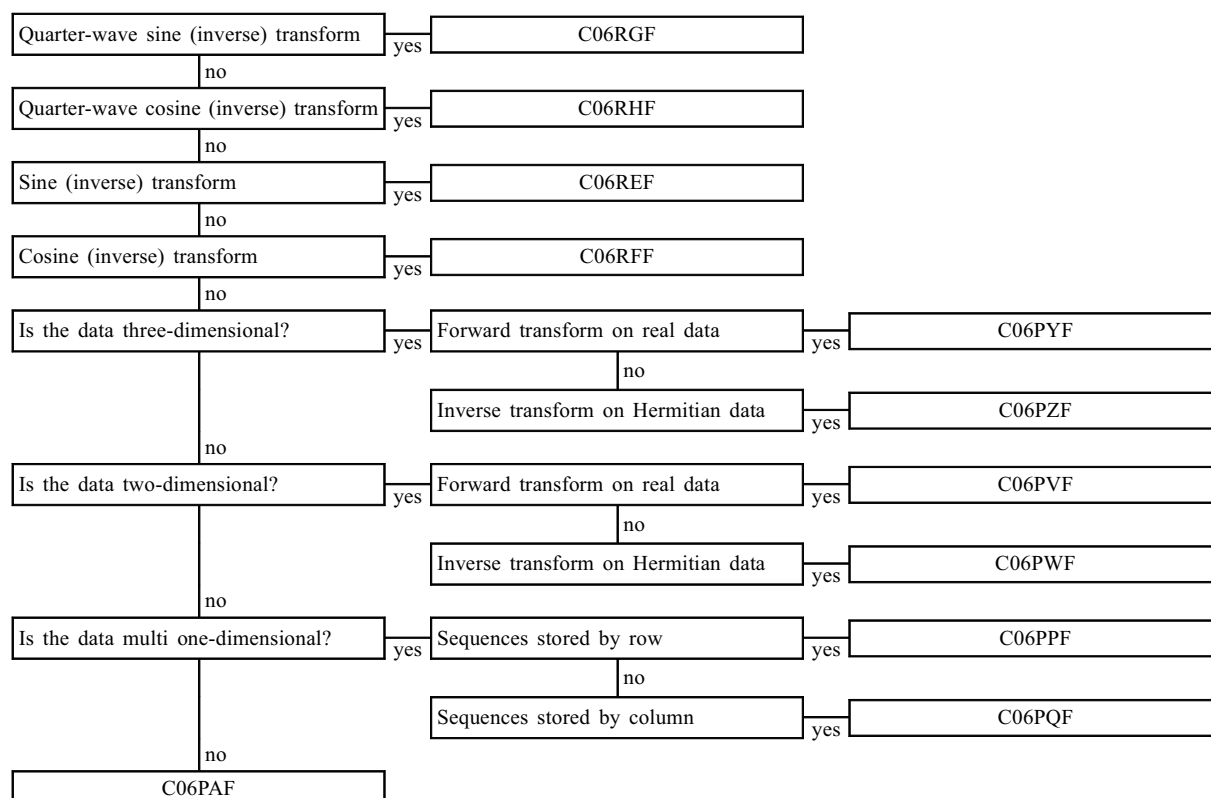 Quarter-wave sine (inverse) transform
yes
C06RGF
no
Quarter-wave cosine (inverse) transform
yes
C06RHF
no
Sine (inverse) transform
yes
C06REF
no
Cosine (inverse) transform
yes
C06RFF
no
Is the data three-dimensional?
yes
Forward transform on real data
yes
C06PYF
no
Inverse transform on Hermitian data
yes
C06PZF
no
Is the data two-dimensional?
yes
Forward transform on real data
yes
C06PVF
no
Inverse transform on Hermitian data
yes
C06PWF
no
Is the data multi one-dimensional?
yes
Sequences stored by row
yes
C06PPF
no
Sequences stored by column
yes
C06PQF
no
C06PAF